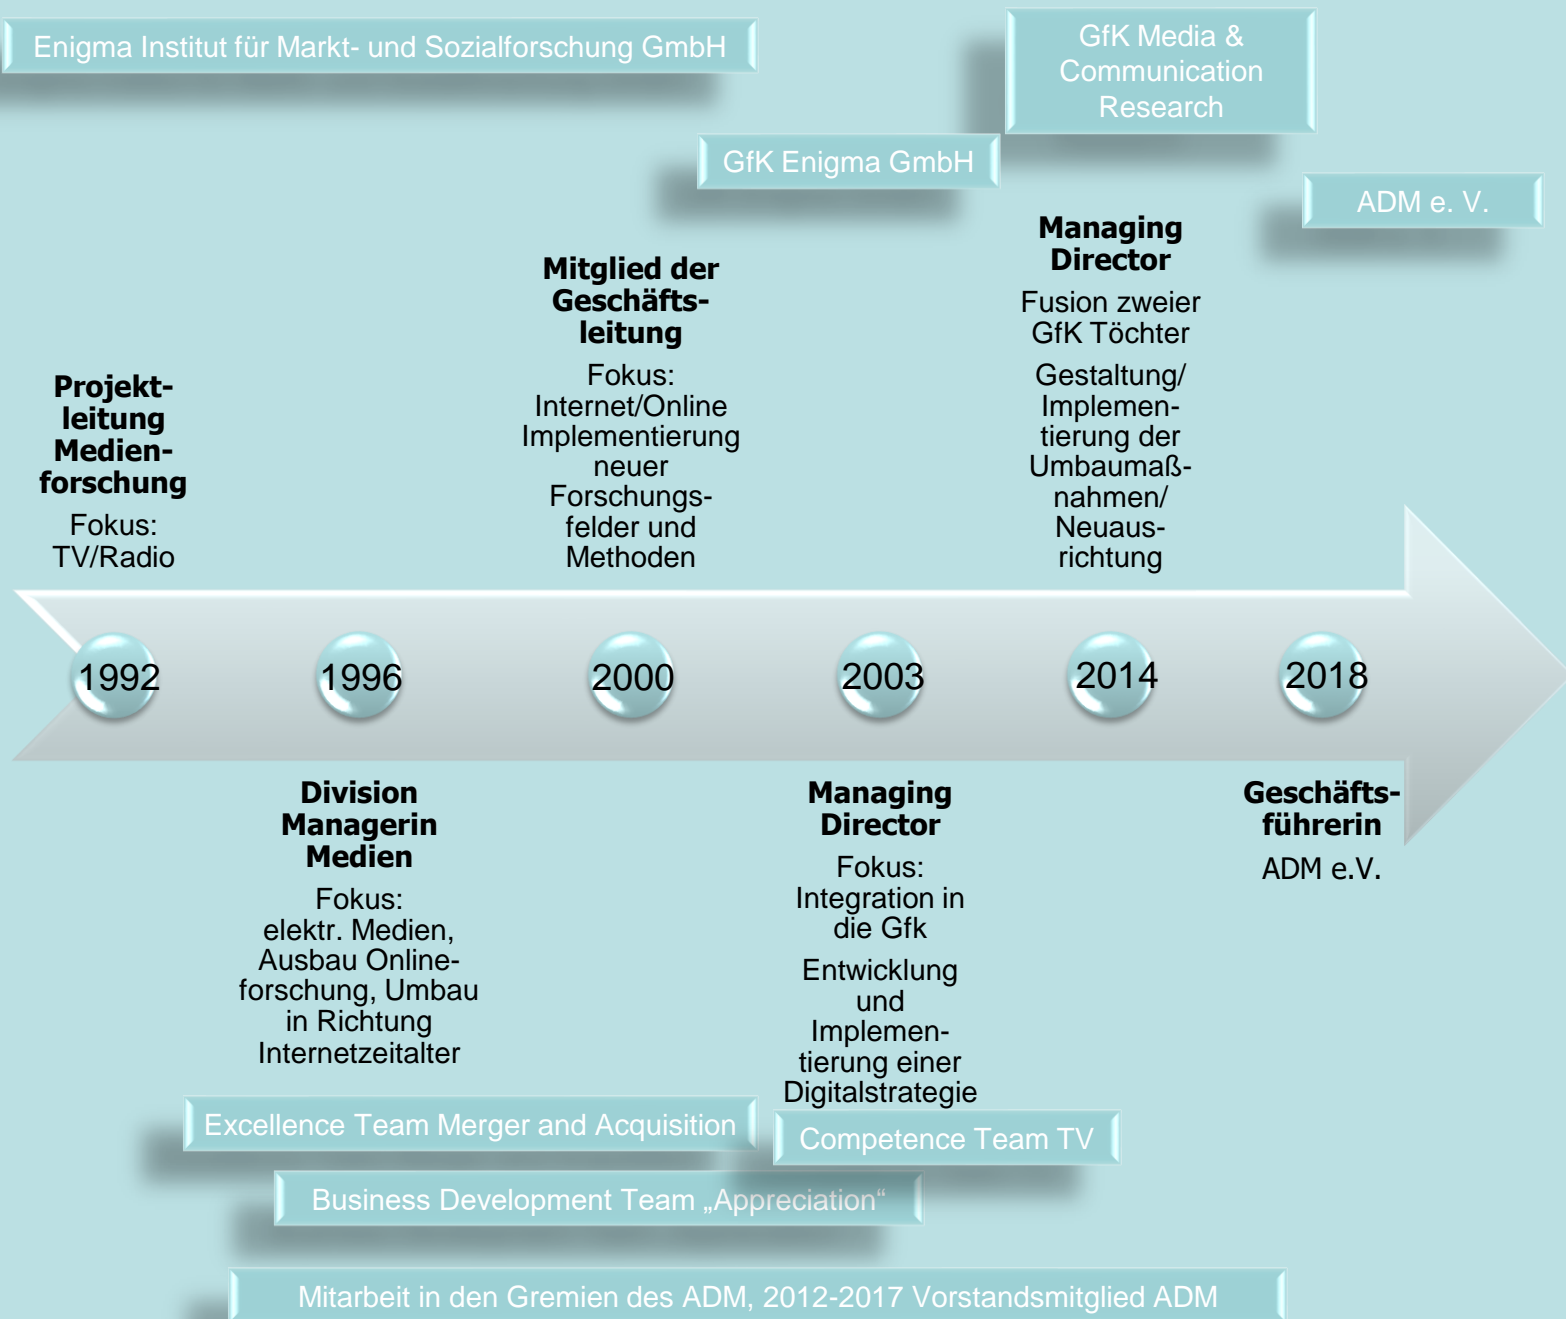 Enigma Institut für Markt- und Sozialforschung GmbH
GfK Media &
Communication
Research
GfK Enigma GmbH
ADM e. V.
Projekt-
leitung
Medien-
forschung
Fokus:
TV/Radio
Mitglied der
Geschäfts-
leitung
Fokus:
Internet/Online
Implementierung
neuer
Forschungs-
felder und
Methoden
Managing
Director
Fusion zweier
GfK Töchter
Gestaltung/
Implemen-
tierung der
Umbaumaß-
nahmen/
Neuaus-
richtung
1992
1996
2000
2003
2014
2018
Division
Managerin
Medien
Fokus:
elektr. Medien,
Ausbau Online-
forschung, Umbau
in Richtung
Internetzeitalter
Managing
Director
Fokus:
Integration in
die Gfk
Entwicklung
und
Implemen-
tierung einer
Digitalstrategie
Geschäfts-
führerin
ADM e.V.
Excellence Team Merger and Acquisition
Competence Team TV
Business Development Team „Appreciation“
Mitarbeit in den Gremien des ADM, 2012-2017 Vorstandsmitglied ADM